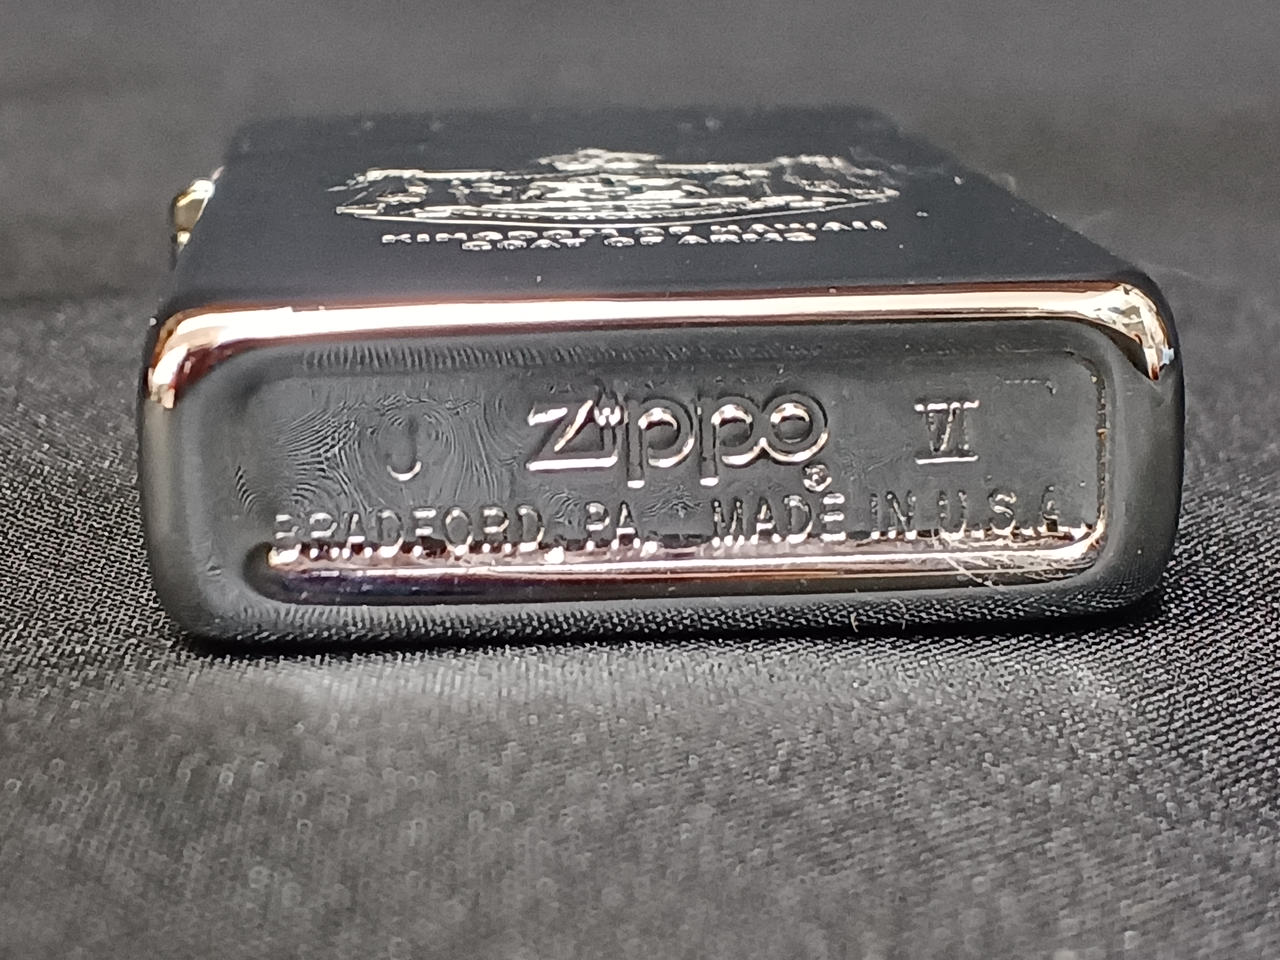 KINGDOM OF HAWAII
COAT OF ARMS
J Zippo® VI
BRADFORD, PA. MADE IN U.S.A.